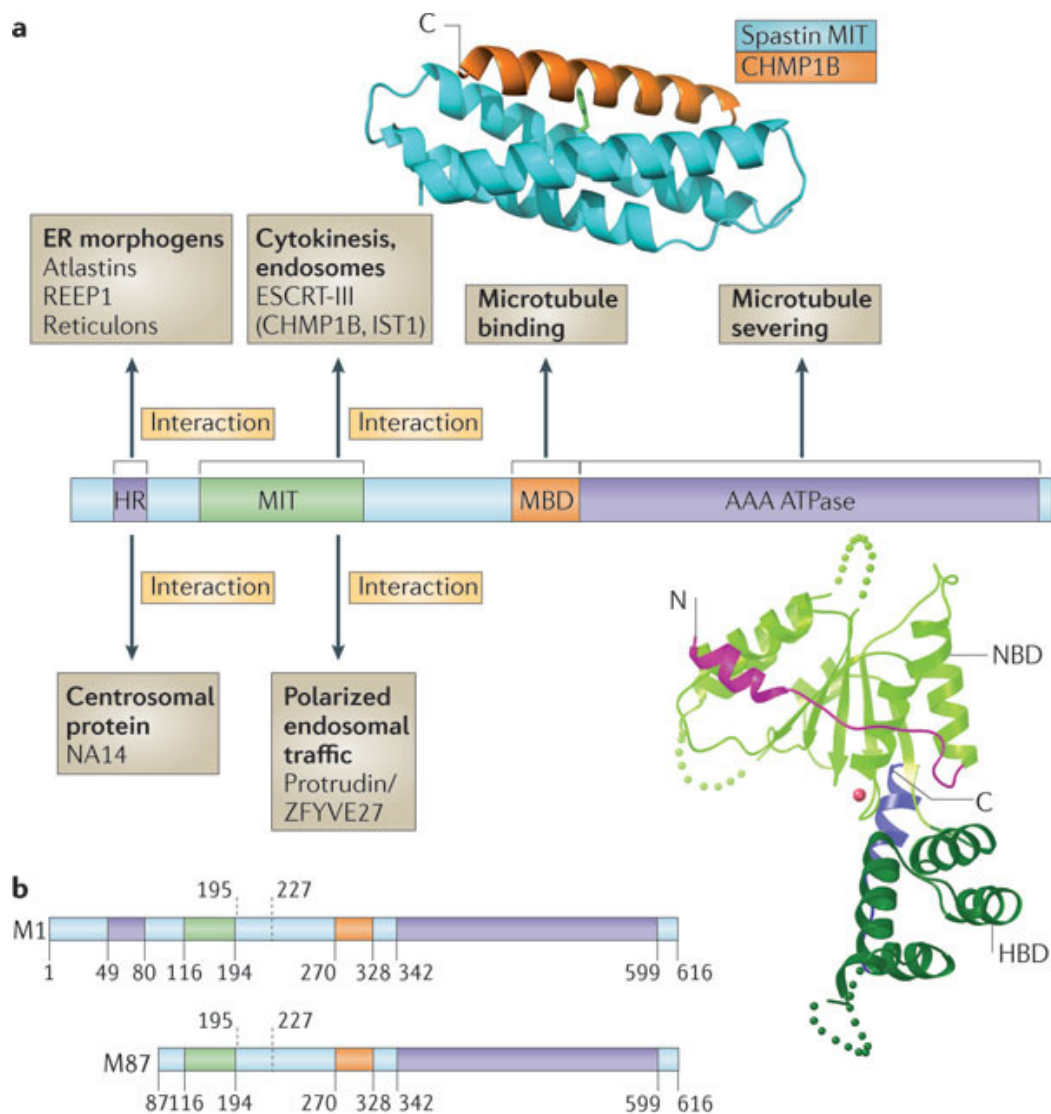 a
C
Spastin MIT
CHMP1B
ER morphogens
Atlastins
REEP1
Reticulons
Cytokinesis,
endosomes
ESCRT-III
(CHMP1B, IST1)
Microtubule
binding
Microtubule
severing
Interaction
Interaction
HR
MIT
MBD
AAA ATPase
Interaction
Interaction
Centrosomal
protein
NA14
Polarized
endosomal
traffic
Protrudin/
ZFYVE27
N
NBD
C
HBD
b
195
227
M1
1
49
80
116
194
270
328
342
599
616
195
227
M87
87
116
194
270
328
342
599
616